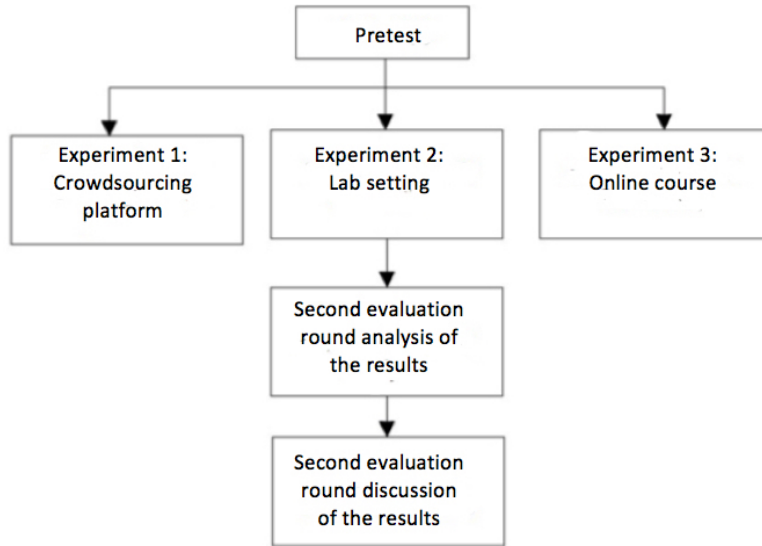 Pretest
Experiment 1:
Crowdsourcing
platform
Experiment 2:
Lab setting
Experiment 3:
Online course
Second evaluation
round analysis of
the results
Second evaluation
round discussion
of the results